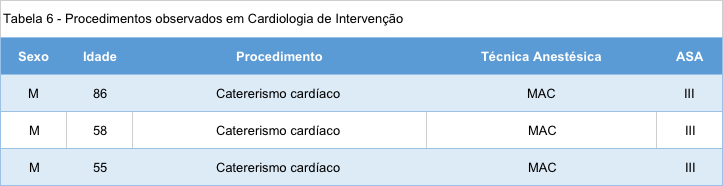 Tabela 6 - Procedimentos observados em Cardiologia de Intervenção
Sexo Idade Procedimento Técnica Anestésica ASA
M 86 Catererismo cardíaco MAC III
M 58 Catererismo cardíaco MAC III
M 55 Catererismo cardíaco MAC III